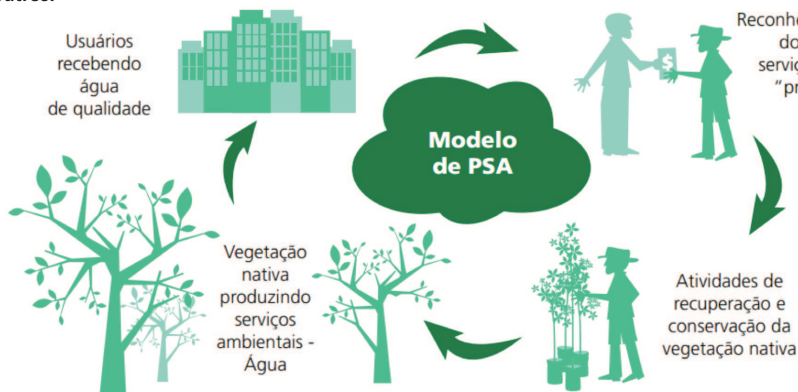 Usuários
recebendo
água
de qualidade
Modelo
de PSA
do
Vegetação
nativa
produzindo
serviços
ambientais -
Água
Atividades de
recuperação e
conservação da
vegetação nativa